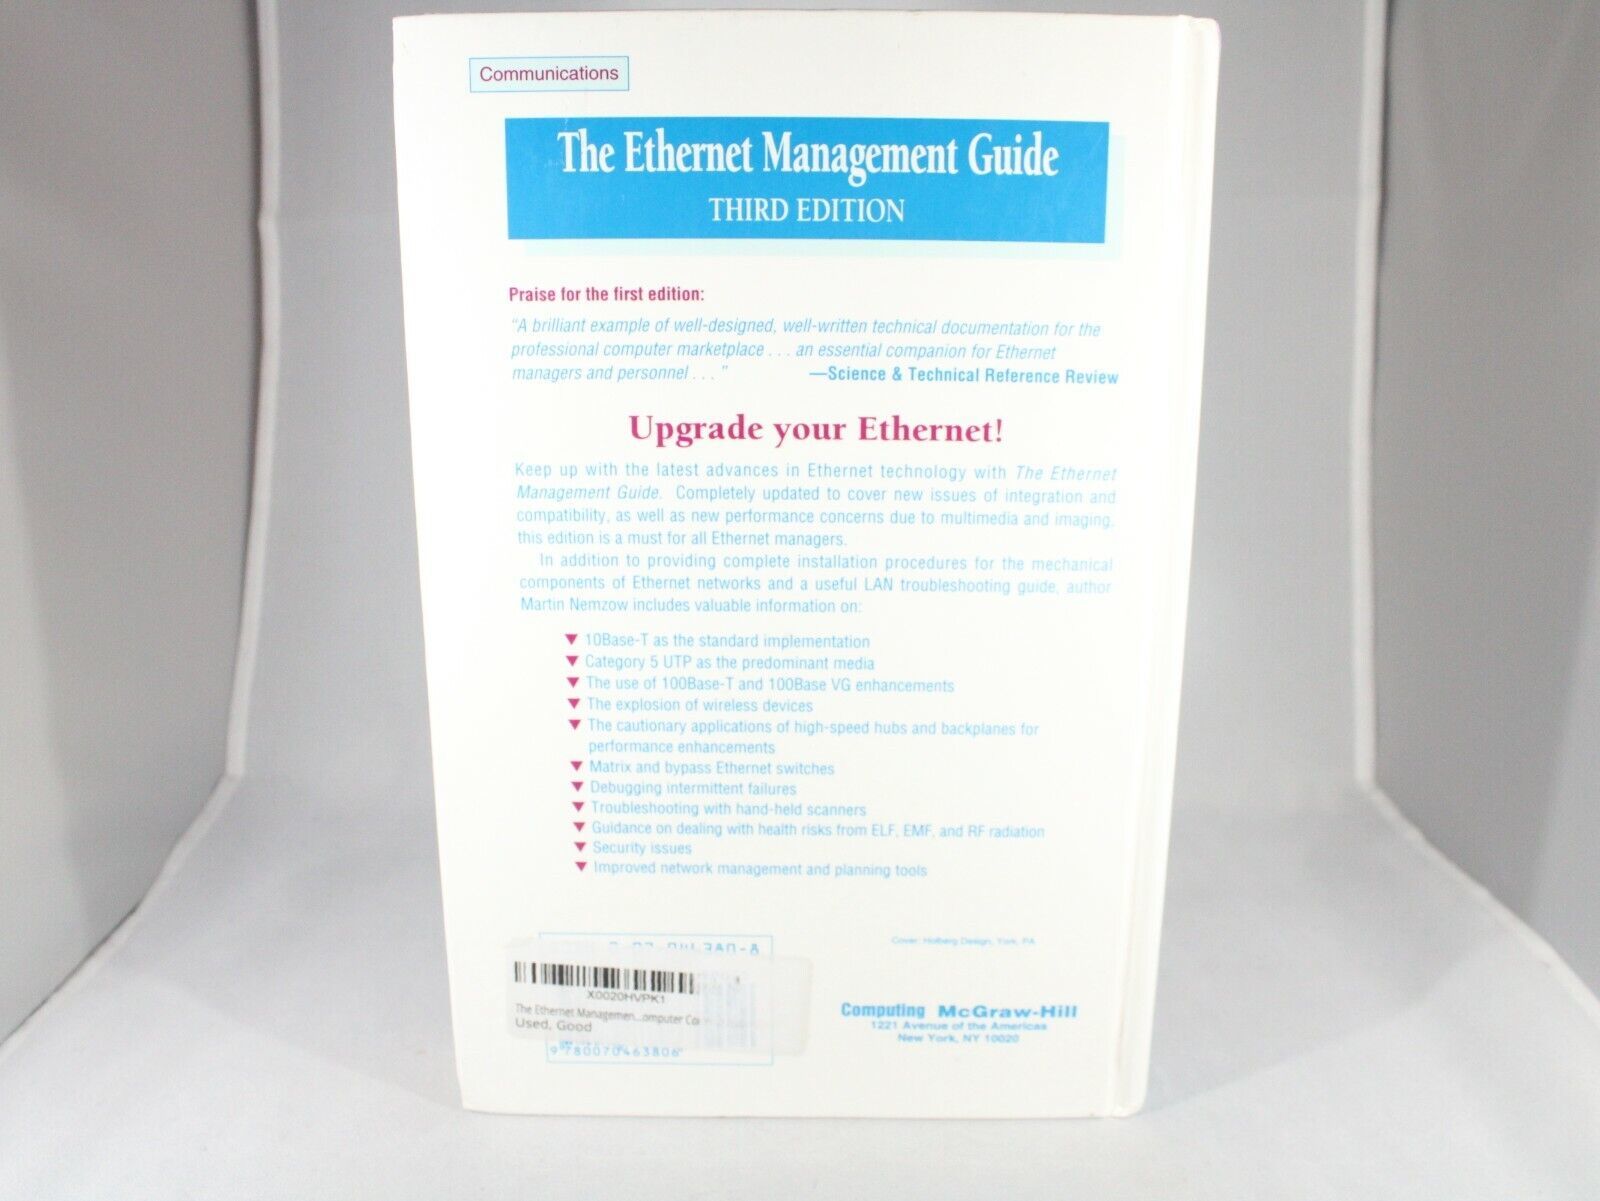 Communications
The Ethernet Management Guide
THIRD EDITION
Praise for the first edition:
"A brilliant example of well-designed, well-written technical documentation for the
professional computer marketplace . . . an essential companion for Ethernet
managers and personnel . . . " —Science & Technical Reference Review
Upgrade your Ethernet!
Keep up with the latest advances in Ethernet technology with The Ethernet
Management Guide. Completely updated to cover new issues of integration and
compatibility, as well as new performance concerns due to multimedia and imaging,
this edition is a must for all Ethernet managers.
In addition to providing complete installation procedures for the mechanical
components of Ethernet networks and a useful LAN troubleshooting guide, author
Martin Nemzow includes valuable information on:
▼ 10Base-T as the standard implementation
▼ Category 5 UTP as the predominant media
▼ The use of 100Base-T and 100Base VG enhancements
▼ The explosion of wireless devices
▼ The cautionary applications of high-speed hubs and backplanes for
performance enhancements
▼ Matrix and bypass Ethernet switches
▼ Debugging intermittent failures
▼ Troubleshooting with hand-held scanners
▼ Guidance on dealing with health risks from ELF, EMF, and RF radiation
▼ Security issues
▼ Improved network management and planning tools
Cover: Holberg Design, York, PA
X0020HVPK1
The Ethernet Managemen...omputer
Used, Good
9 780070 463806
Computing McGraw-Hill
1221 Avenue of the Americas
New York, NY 10020